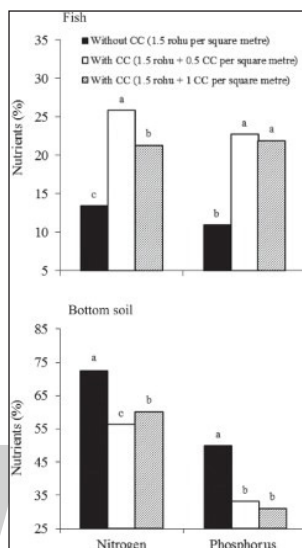 Fish
35
30
25
20
15
10
5
Nutrients (%)
Without CC (1.5 rohu per square metre)
With CC (1.5 rohu + 0.5 CC per square metre)
With CC (1.5 rohu + 1 CC per square metre)
c
a
b
b
a
a
Bottom soil
85
75
65
55
45
35
25
Nutrients (%)
a
c
b
a
b
b
Nitrogen
Phosphorus